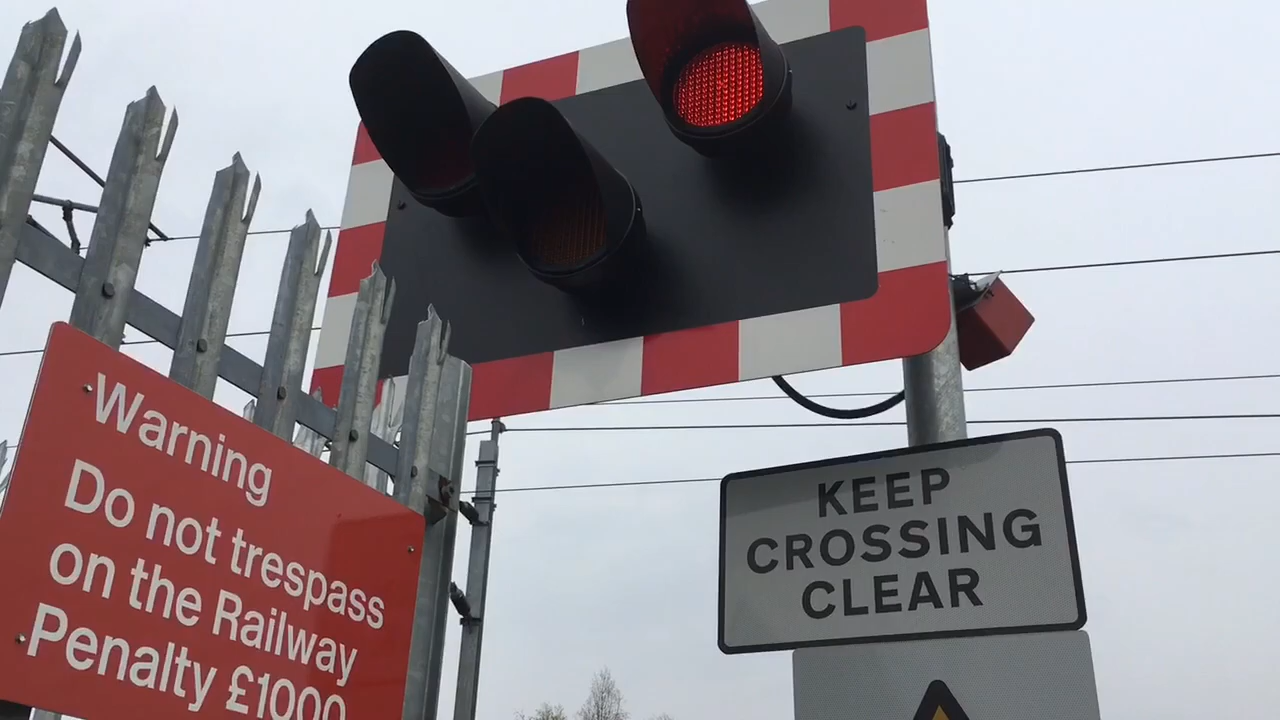 Warning
Do not trespass
on the Railway
Penalty £1000
KEEP
CROSSING
CLEAR